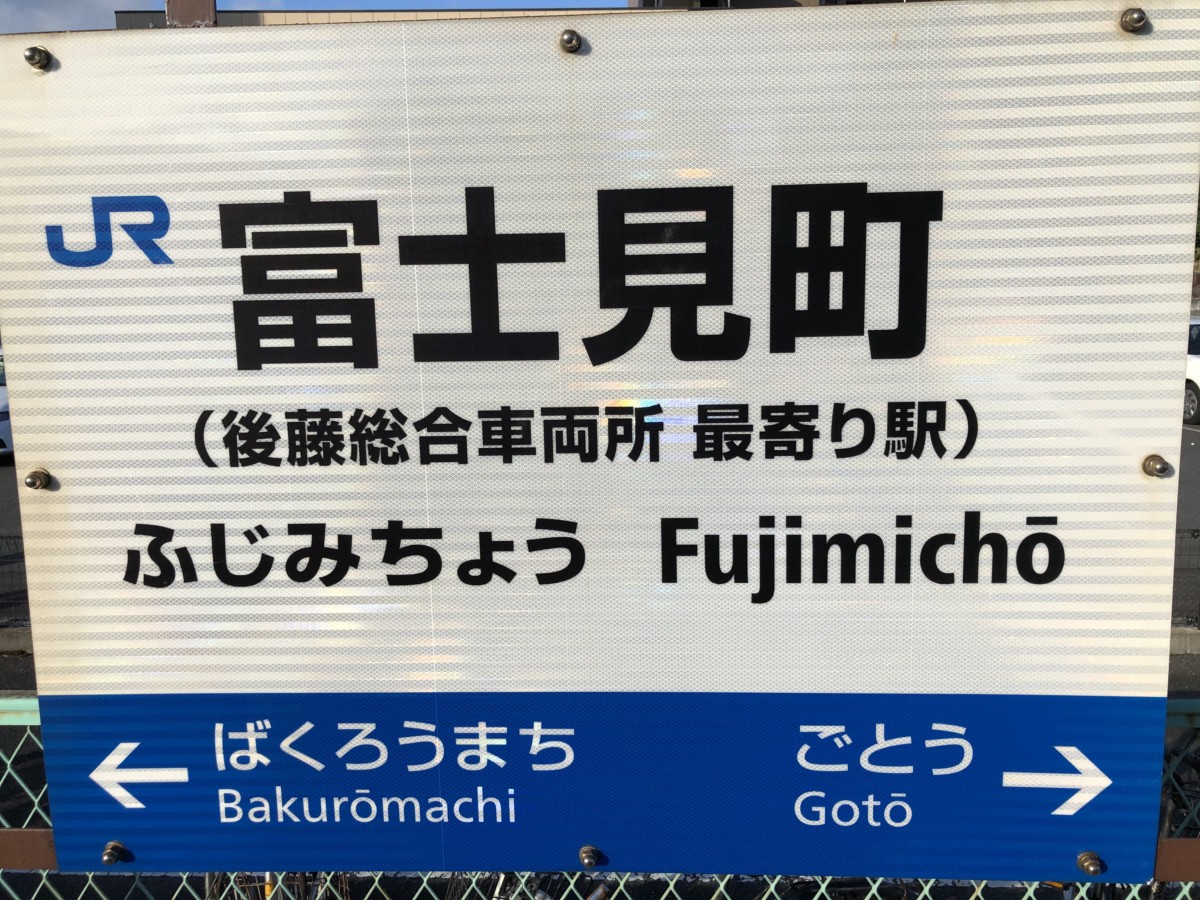 JR 富士見町
（後藤総合車両所 最寄り駅）
ふじみちょう Fujimichō
← ばくろうまち ごとう →
Bakurōmachi Gotō